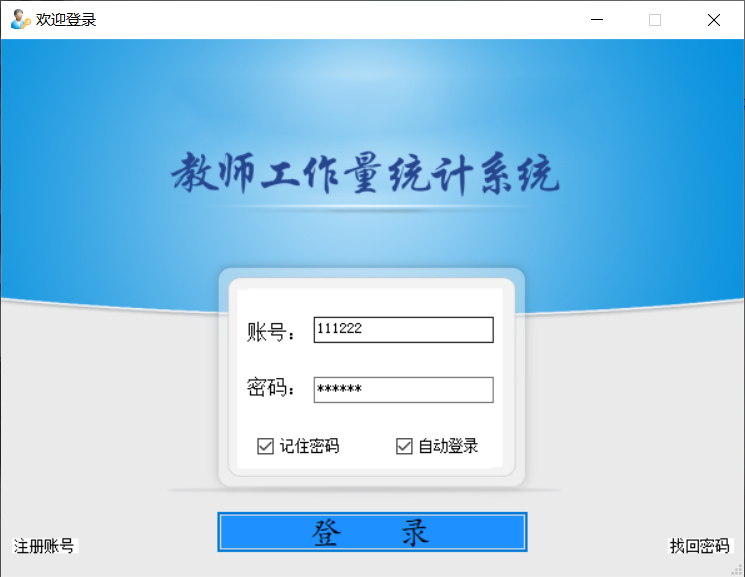 欢迎登录
教师工作量统计系统
账号：
111222
密码：
******
记住密码
自动登录
登 录
注册账号
找回密码